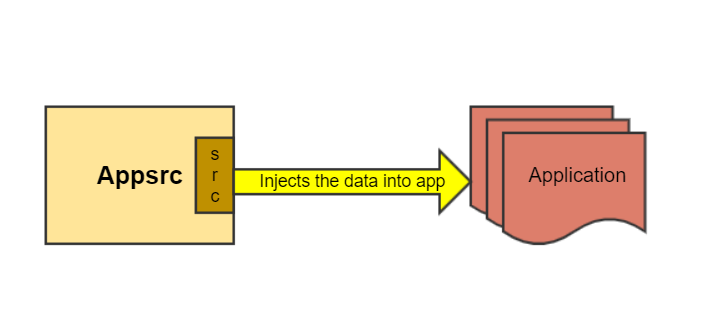 Appsrc
s
r
c
Injects the data into app
Application